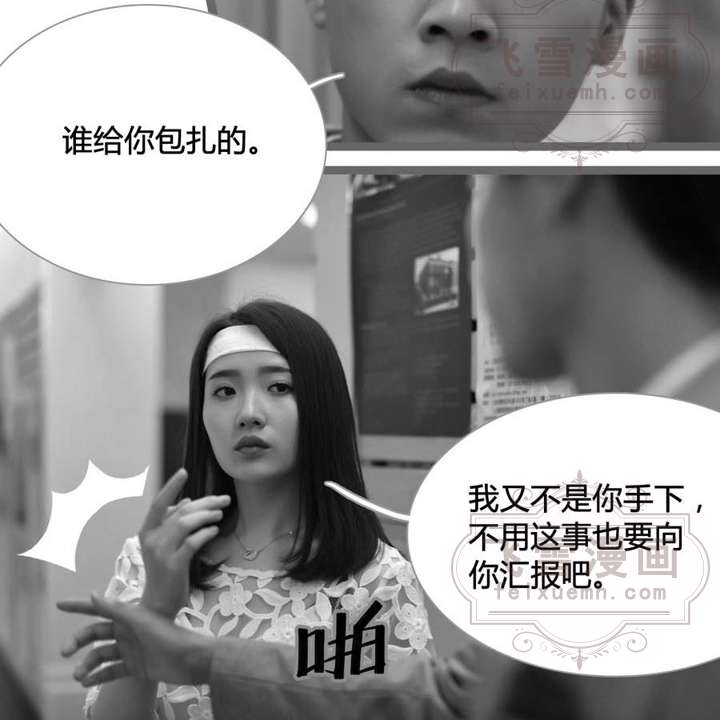 飞雪漫画
feixuemh.com
谁给你包扎的。
我又不是你手下，
不用这事也要向
你汇报吧。
飞雪漫画
feixuemh.com
啪